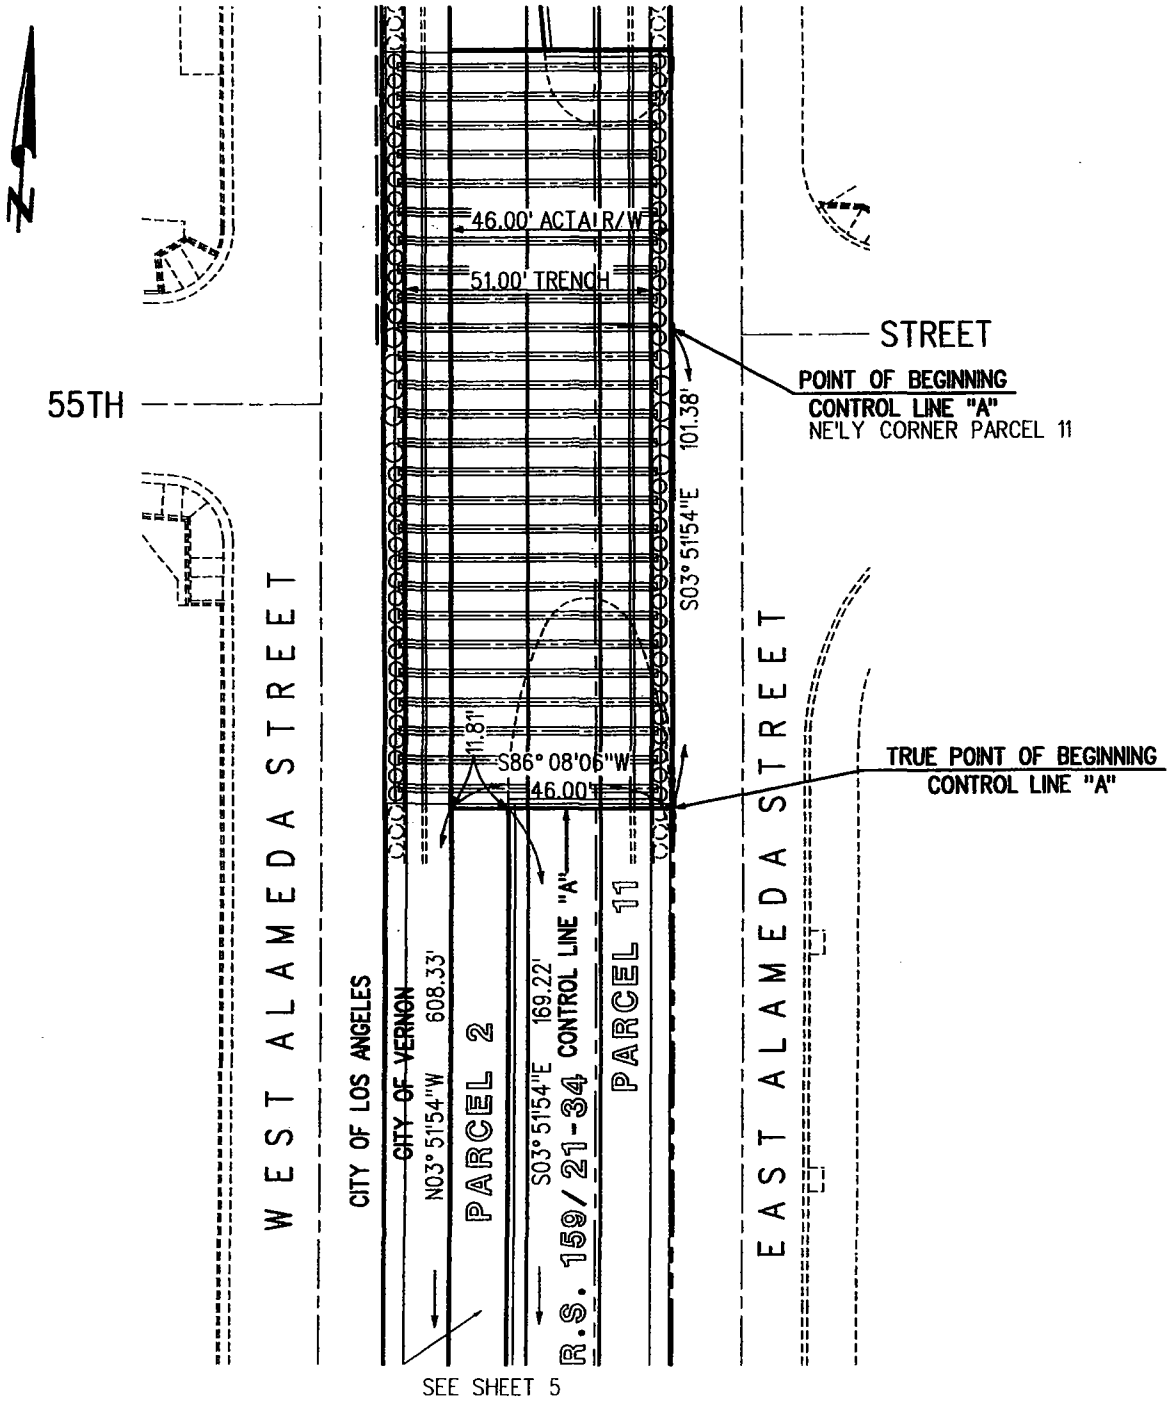 N
46.00' ACTA R/W
51.00' TRENCH
STREET
POINT OF BEGINNING
CONTROL LINE "A"
NE'LY CORNER PARCEL 11
55TH
S03°51'54"E 101.38'
WEST ALAMEDA STREET
EAST ALAMEDA STREET
11.81'
S86°08'06"W
46.00'
TRUE POINT OF BEGINNING
CONTROL LINE "A"
CITY OF LOS ANGELES
CITY OF VERNON
N03°51'54"W 608.33'
PARCEL 2
S03°51'54"E 169.22'
CONTROL LINE "A"
R.S. 159/21-34
PARCEL 11
SEE SHEET 5